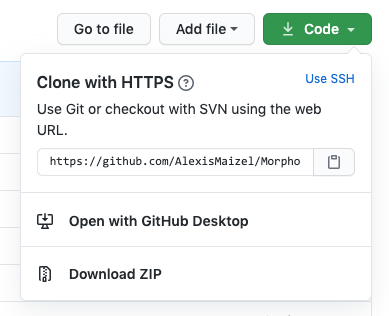 Go to file Add file Code
Clone with HTTPS ? Use SSH
Use Git or checkout with SVN using the web
URL.
https://github.com/AlexisMaizel/Morpho
Open with GitHub Desktop
Download ZIP